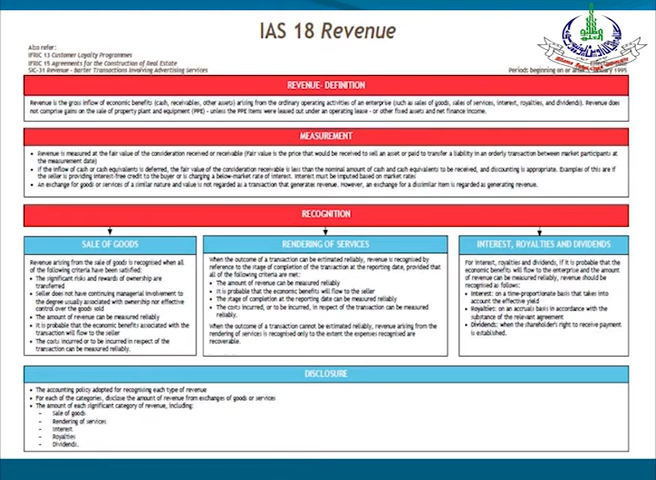 IAS 18 Revenue
Also refer:
IFRIC 13 Customer Loyalty Programmes
IFRIC 15 Agreements for the Construction of Real Estate
SIC-31 Revenue - Barter Transactions Involving Advertising Services
Periods beginning on or after 1 January 1995
REVENUE- DEFINITION
Revenue is the gross inflow of economic benefits (cash, receivables, other assets) arising from the ordinary operating activities of an enterprise (such as sales of goods, sales of services, interest, royalties, and dividends). Revenue does
not comprise gains on the sale of property plant and equipment (PPE) - unless the PPE items were leased out under an operating lease - or other fixed assets and net finance income.
MEASUREMENT
• Revenue is measured at the fair value of the consideration received or receivable (Fair value is the price that would be received to sell an asset or paid to transfer a liability in an orderly transaction between market participants at
the measurement date)
• If the inflow of cash or cash equivalents is deferred, the fair value of the consideration receivable is less than the nominal amount of cash and cash equivalents to be received, and discounting is appropriate. Examples of this are if
the seller is providing interest-free credit to the buyer or is charging a below-market rate of interest. Interest must be imputed based on market rates
• An exchange for goods or services of a similar nature and value is not regarded as a transaction that generates revenue. However, an exchange for a dissimilar item is regarded as generating revenue.
RECOGNITION
SALE OF GOODS
Revenue arising from the sale of goods is recognised when all
of the following criteria have been satisfied:
• The significant risks and rewards of ownership are
transferred
• Seller does not have continuing managerial involvement to
the degree usually associated with ownership nor effective
control over the goods sold
• The amount of revenue can be measured reliably
• It is probable that the economic benefits associated with the
transaction will flow to the seller
• The costs incurred or to be incurred in respect of the
transaction can be measured reliably.
RENDERING OF SERVICES
When the outcome of a transaction can be estimated reliably, revenue is recognised by
reference to the stage of completion of the transaction at the reporting date, provided that
all of the following criteria are met:
• The amount of revenue can be measured reliably
• It is probable that the economic benefits will flow to the seller
• The stage of completion at the reporting date can be measured reliably
• The costs incurred, or to be incurred, in respect of the transaction can be measured
reliably.
When the outcome of a transaction cannot be estimated reliably, revenue arising from the
rendering of services is recognised only to the extent the expenses recognised are
recoverable.
INTEREST, ROYALTIES AND DIVIDENDS
For interest, royalties and dividends, if it is probable that the
economic benefits will flow to the enterprise and the amount
of revenue can be measured reliably, revenue should be
recognised as follows:
• Interest: on a time-proportionate basis that takes into
account the effective yield
• Royalties: on an accruals basis in accordance with the
substance of the relevant agreement
• Dividends: when the shareholder's right to receive payment
is established.
DISCLOSURE
• The accounting policy adopted for recognising each type of revenue
• For each of the categories, disclose the amount of revenue from exchanges of goods or services
• The amount of each significant category of revenue, including:
– Sale of goods
– Rendering of services
– Interest
– Royalties
– Dividends.